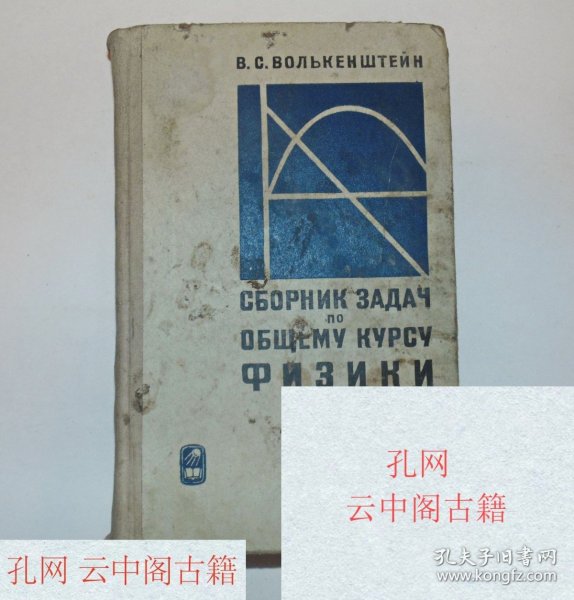 В. С. ВОЛЬКЕНШТЕЙН
СБОРНИК ЗАДАЧ
ПО
ОБЩЕМУ КУРСУ
ФИЗИКИ
孔网
云中阁古籍
孔网 云中阁古籍
孔夫子旧书网
www.kongfz.com